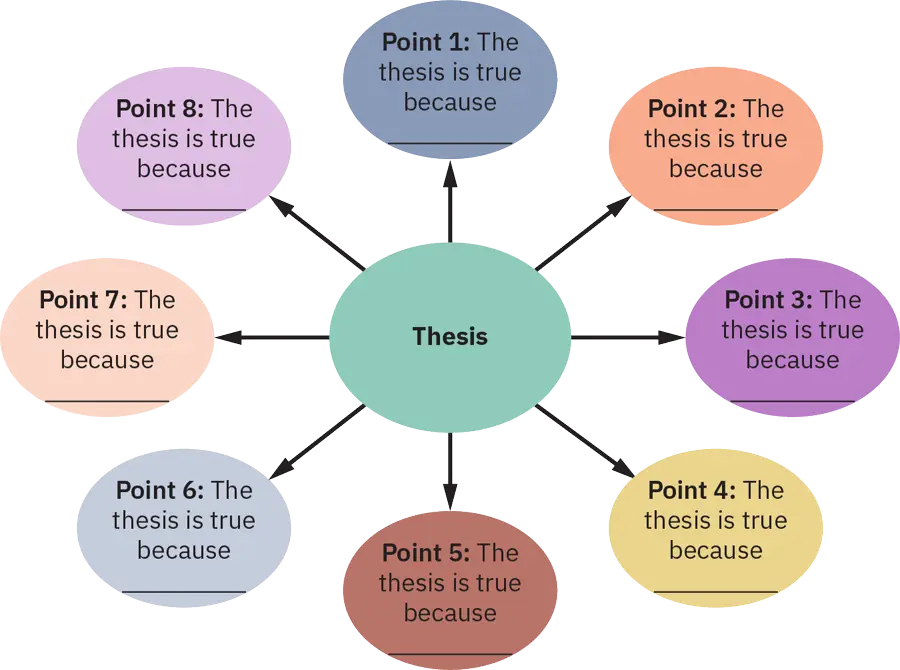 Point 1: The
thesis is true
because
Point 2: The
thesis is true
because
Point 3: The
thesis is true
because
Point 4: The
thesis is true
because
Point 5: The
thesis is true
because
Point 6: The
thesis is true
because
Point 7: The
thesis is true
because
Point 8: The
thesis is true
because
Thesis